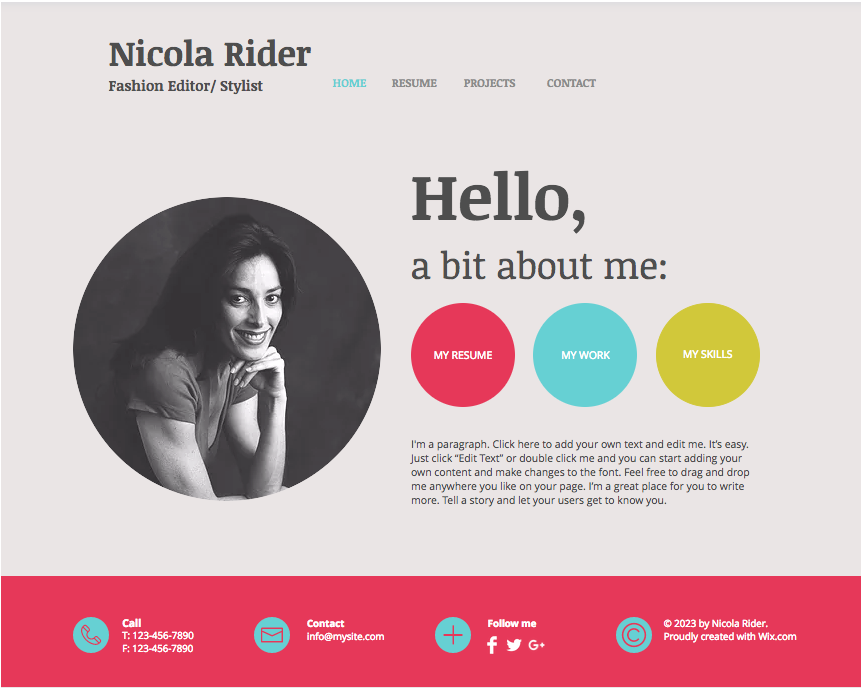 Nicola Rider
Fashion Editor/ Stylist
HOME RESUME PROJECTS CONTACT
Hello,
a bit about me:
MY RESUME MY WORK MY SKILLS
I'm a paragraph. Click here to add your own text and edit me. It's easy.
Just click “Edit Text” or double click me and you can start adding your
own content and make changes to the font. Feel free to drag and drop
me anywhere you like on your page. I'm a great place for you to write
more. Tell a story and let your users get to know you.
Call
T: 123-456-7890
F: 123-456-7890
Contact
info@mysite.com
Follow me
f G+
©
© 2023 by Nicola Rider.
Proudly created with Wix.com